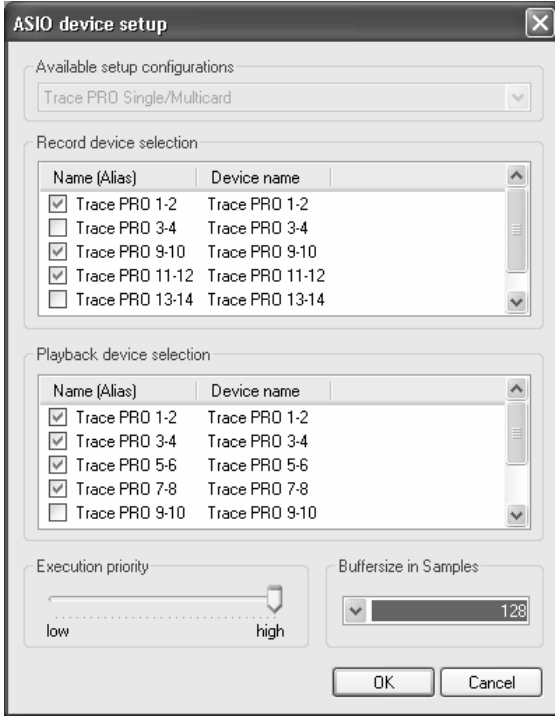 ASIO device setup
Available setup configurations
Trace PRO Single/Multicard
Record device selection
Name (Alias) Device name
Trace PRO 1-2 Trace PRO 1-2
Trace PRO 3-4 Trace PRO 3-4
Trace PRO 9-10 Trace PRO 9-10
Trace PRO 11-12 Trace PRO 11-12
Trace PRO 13-14 Trace PRO 13-14
Playback device selection
Name (Alias) Device name
Trace PRO 1-2 Trace PRO 1-2
Trace PRO 3-4 Trace PRO 3-4
Trace PRO 5-6 Trace PRO 5-6
Trace PRO 7-8 Trace PRO 7-8
Trace PRO 9-10 Trace PRO 9-10
Execution priority
low high
Buffersize in Samples
128
OK Cancel